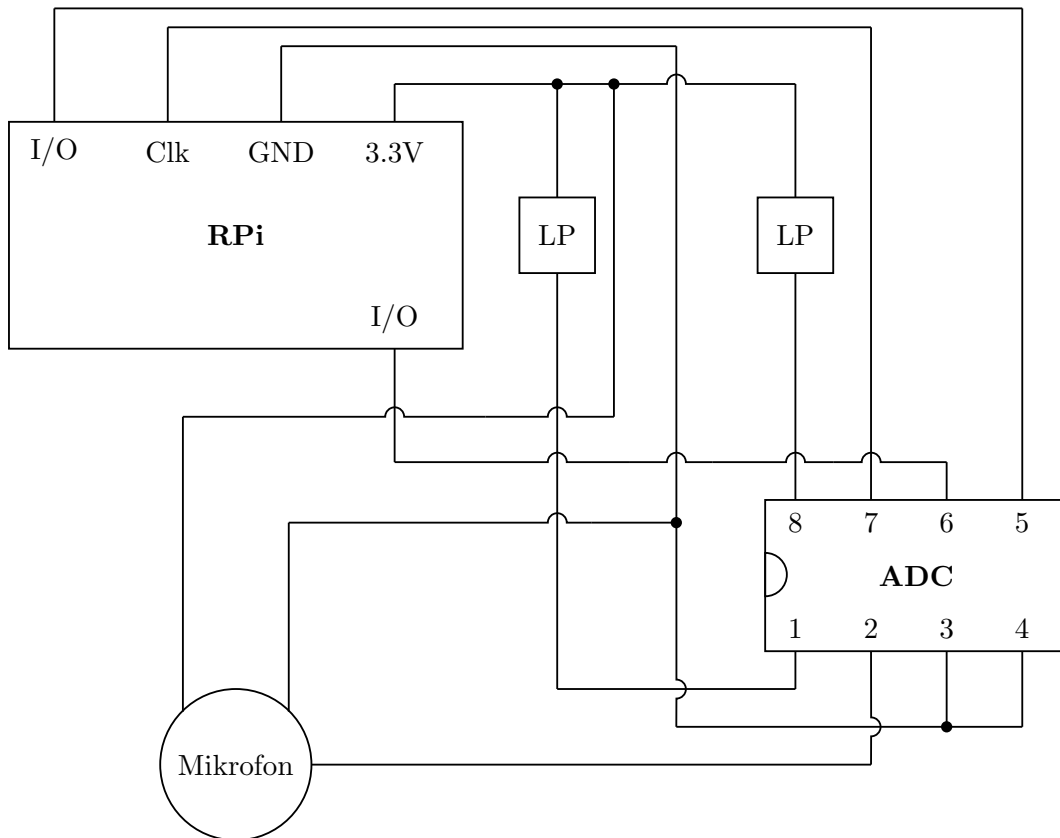 I/O Clk GND 3.3V
RPi
LP
LP
I/O
8 7 6 5
ADC
1 2 3 4
Mikrofon